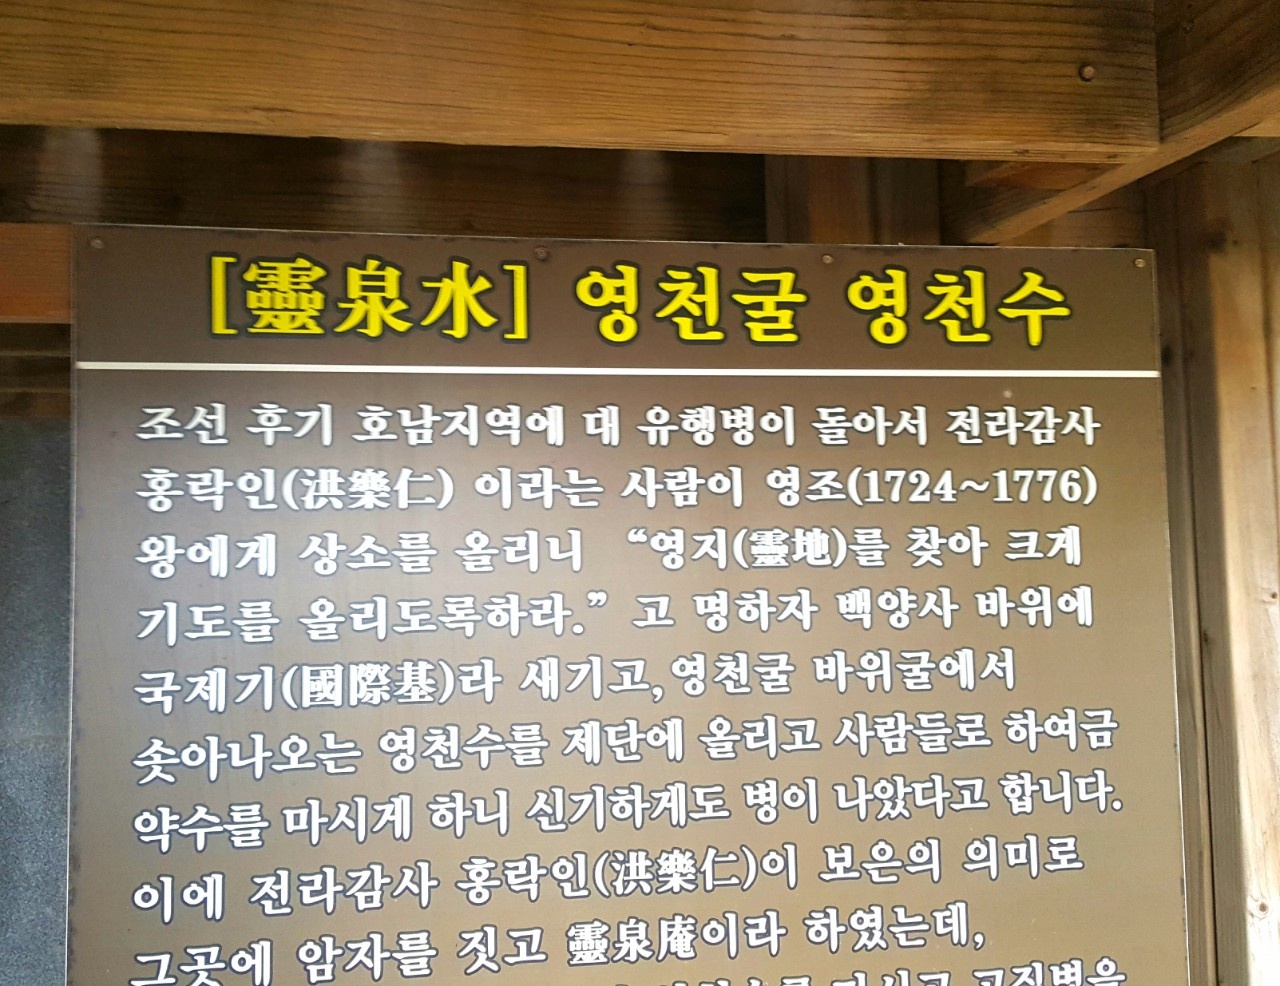 [靈泉水] 영천굴 영천수
조선 후기 호남지역에 대 유행병이 돌아서 전라감사
홍락인(洪樂仁) 이라는 사람이 영조(1724~1776)
왕에게 상소를 올리니 “영지(靈地)를 찾아 크게
기도를 올리도록하라.”고 명하자 백양사 바위에
국제기(國際基)라 새기고,영천굴 바위굴에서
솟아나오는 영천수를 제단에 올리고 사람들로 하여금
약수를 마시게 하니 신기하게도 병이 나았다고 합니다.
이에 전라감사 홍락인(洪樂仁)이 보은의 의미로
그곳에 암자를 짓고 靈泉庵이라 하였는데,